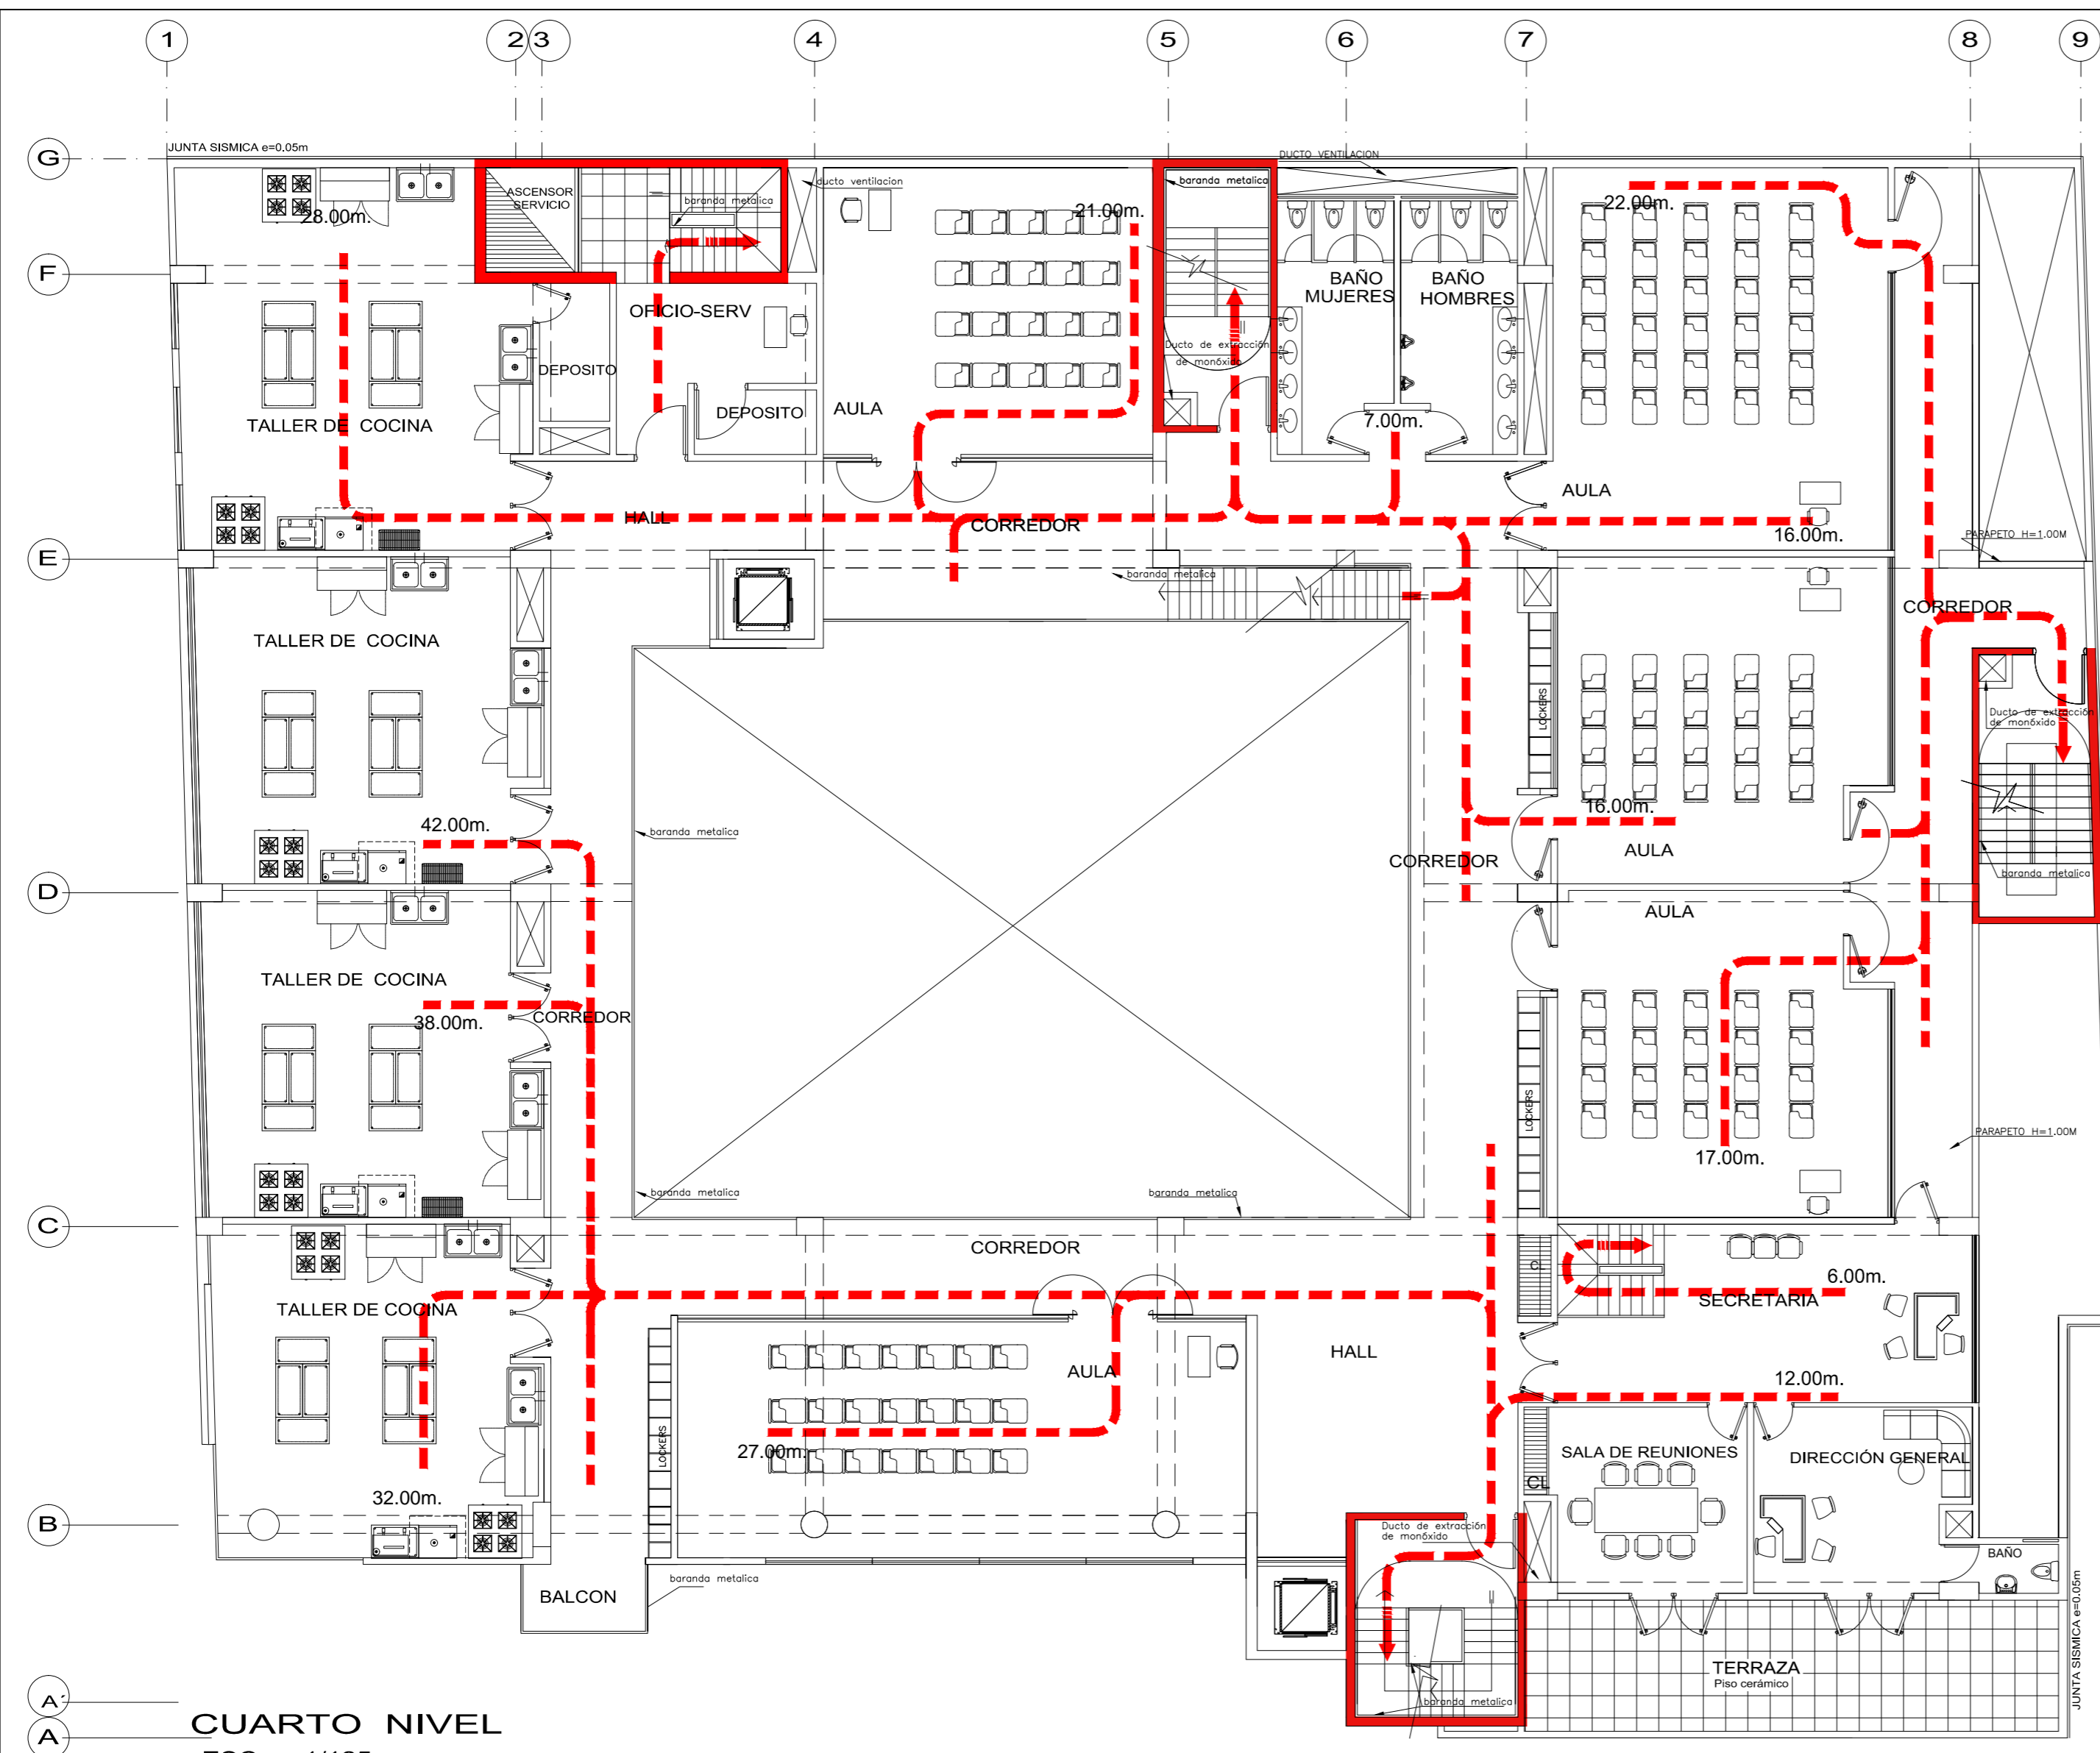 1
2
3
4
5
6
7
8
9
G
JUNTA SISMICA e=0.05m
DUCTO VENTILACION
ASCENSOR
SERVICIO
baranda metalica
ducto ventilacion
baranda metalica
28.00m.
21.00m.
22.00m.
F
OFICIO-SERV
BAÑO
MUJERES
BAÑO
HOMBRES
Ducto de extracción
de monóxido
DEPOSITO
DEPOSITO
AULA
TALLER DE COCINA
7.00m.
AULA
HALL
CORREDOR
16.00m.
PARAPETO H=1.00M
E
baranda metalica
CORREDOR
TALLER DE COCINA
LOCKERS
Ducto de extracción
de monóxido
16.00m.
42.00m.
baranda metalica
AULA
CORREDOR
baranda metalica
D
AULA
TALLER DE COCINA
38.00m.
CORREDOR
LOCKERS
PARAPETO H=1.00M
17.00m.
baranda metalica
baranda metalica
C
CORREDOR
CL
6.00m.
SECRETARIA
TALLER DE COCINA
HALL
AULA
12.00m.
LOCKERS
27.00m.
SALA DE REUNIONES
DIRECCIÓN GENERAL
CL
32.00m.
B
Ducto de extracción
de monóxido
BAÑO
baranda metalica
BALCON
JUNTA SISMICA e=0.05m
TERRAZA
Piso cerámico
baranda metalica
A'
CUARTO NIVEL
A